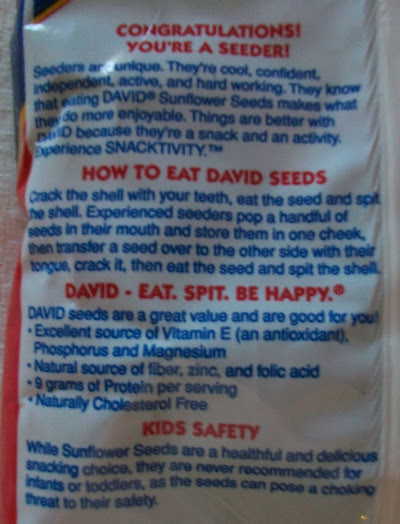 CONGRATULATIONS!
YOU'RE A SEEDER!
Seeders are unique. They're cool, confident,
independent, active, and hard working. They know
that eating DAVID® Sunflower Seeds makes what
they do more enjoyable. Things are better with
DAVID because they're a snack and an activity.
Experience SNACKTIVITY.™
HOW TO EAT DAVID SEEDS
Crack the shell with your teeth, eat the seed and spit
the shell. Experienced seeders pop a handful of
seeds in their mouth and store them in one cheek,
then transfer a seed over to the other side with their
tongue, crack it, then eat the seed and spit the shell.
DAVID - EAT. SPIT. BE HAPPY.®
DAVID seeds are a great value and are good for you!
• Excellent source of Vitamin E (an antioxidant),
Phosphorus and Magnesium
• Natural source of fiber, zinc, and folic acid
• 9 grams of Protein per serving
• Naturally Cholesterol Free
KIDS SAFETY
While Sunflower Seeds are a healthful and delicious
snacking choice, they are never recommended for
infants or toddlers, as the seeds can pose a choking
threat to their safety.